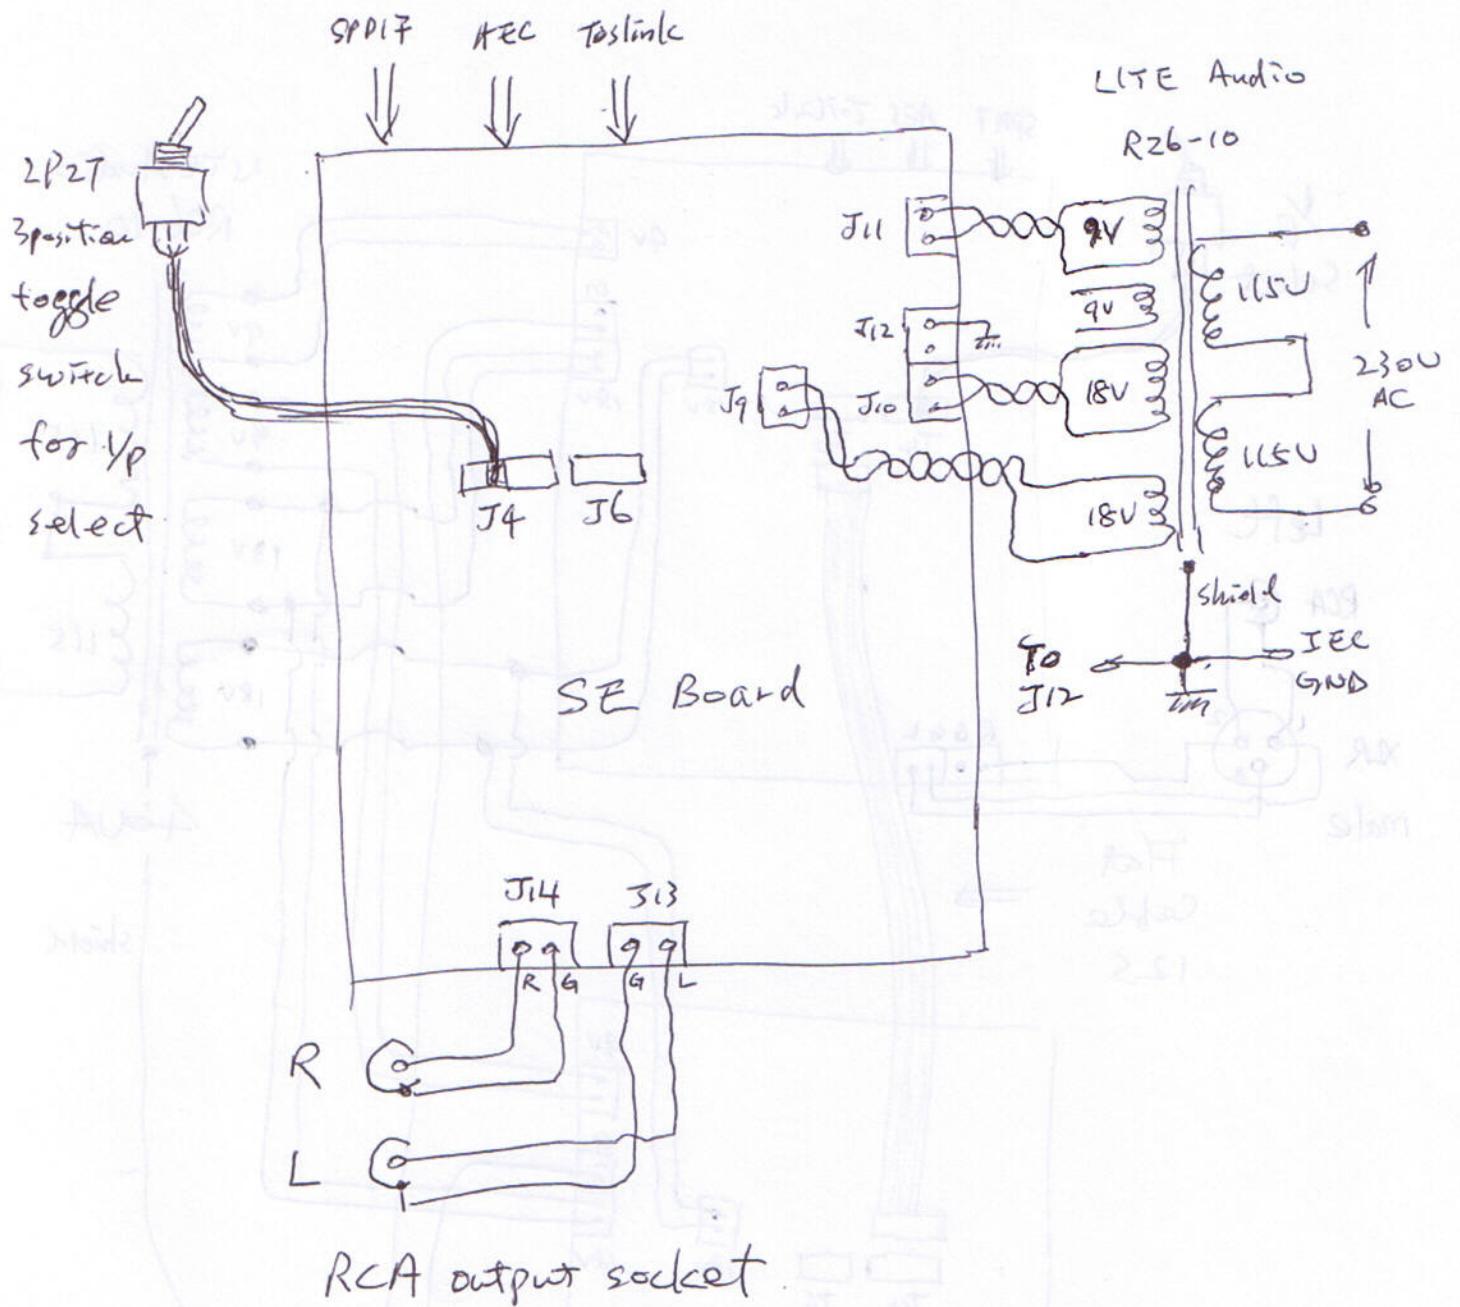 SPDIF AEC Toslink
LITE Audio
R26-10
2P2T
3position
toggle
switch
for i/p
select
J11
9V
9V
J12
J9
J10
18V
18V
115V
115V
230V
AC
J4
J6
shield
IEC
GND
To
J12
SE Board
J14
J13
R G G L
R
L
RCA output socket